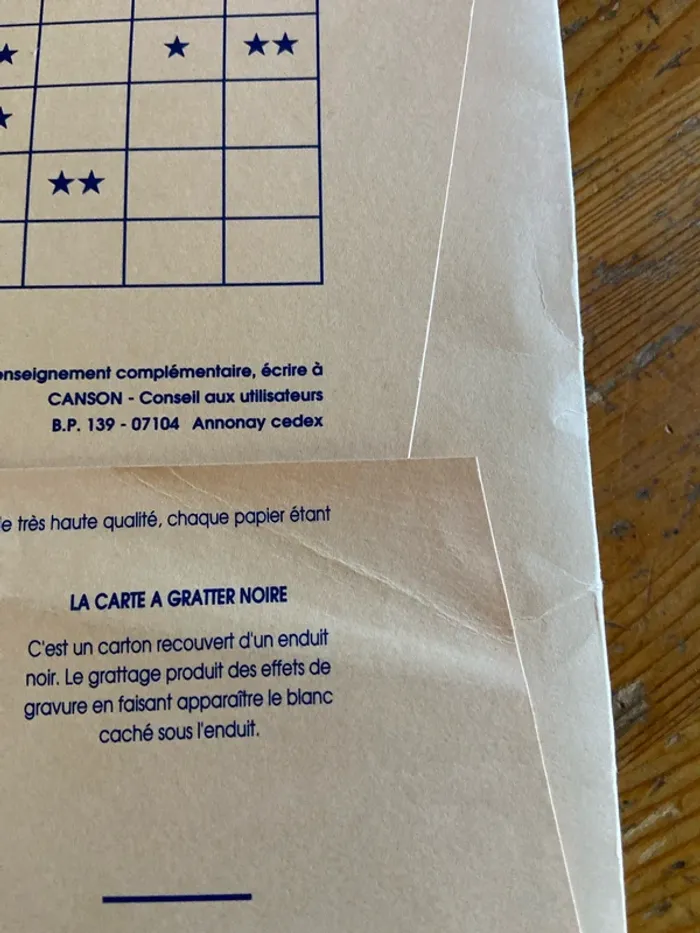 ★ ★★
★★
enseignement complémentaire, écrire à
CANSON - Conseil aux utilisateurs
B.P. 139 - 07104 Annonay cedex
très haute qualité, chaque papier étant
LA CARTE A GRATTER NOIRE
C'est un carton recouvert d'un enduit
noir. Le grattage produit des effets de
gravure en faisant apparaître le blanc
caché sous l'enduit.